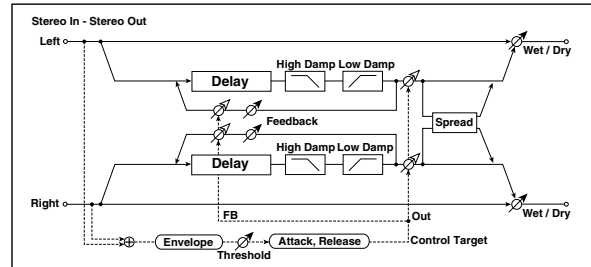 Stereo In - Stereo Out
Left
Wet / Dry
High Damp Low Damp
Delay
Feedback
Spread
High Damp Low Damp
Delay
Right
FB
Out
Wet / Dry
Envelope
Attack, Release
Control Target
Threshold